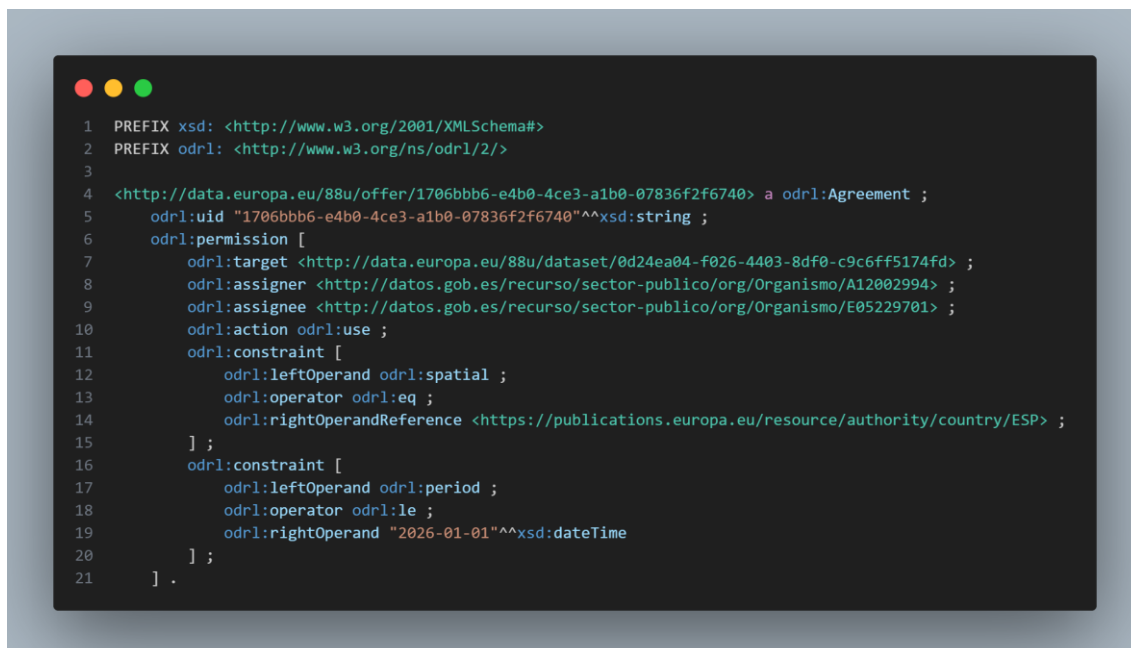 1 PREFIX xsd: <http://www.w3.org/2001/XMLSchema#>
2 PREFIX odrl: <http://www.w3.org/ns/odrl/2/>
3
4 <http://data.europa.eu/88u/offer/1706bbb6-e4b0-4ce3-a1b0-07836f2f6740> a odrl:Agreement ;
5     odrl:uid "1706bbb6-e4b0-4ce3-a1b0-07836f2f6740"^^xsd:string ;
6     odrl:permission [
7         odrl:target <http://data.europa.eu/88u/dataset/0d24ea04-f026-4403-8df0-c9c6ff5174fd> ;
8         odrl:assigner <http://datos.gob.es/recurso/sector-publico/org/Organismo/A12002994> ;
9         odrl:assignee <http://datos.gob.es/recurso/sector-publico/org/Organismo/E05229701> ;
10         odrl:action odrl:use ;
11         odrl:constraint [
12             odrl:leftOperand odrl:spatial ;
13             odrl:operator odrl:eq ;
14             odrl:rightOperandReference <https://publications.europa.eu/resource/authority/country/ESP> ;
15         ] ;
16         odrl:constraint [
17             odrl:leftOperand odrl:period ;
18             odrl:operator odrl:le ;
19             odrl:rightOperand "2026-01-01"^^xsd:dateTime
20         ] ;
21     ] .